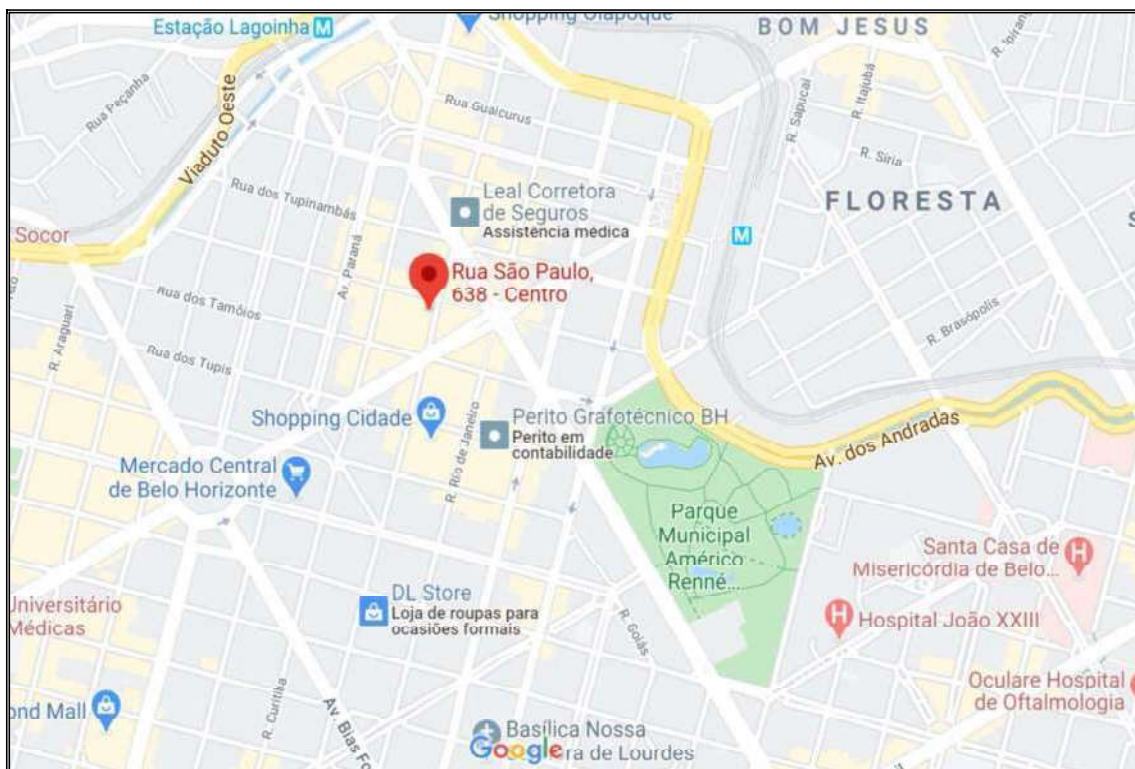 Estação Lagoinha
Shopping Oiapoque
BOM JESUS
R. Itajubá
R. Sapucaí
Rua Peçanha
Viaduto Oeste
Rua Guaicurus
R. Síria
Rua dos Tupinambás
Leal Corretora
de Seguros
Assistência médica
FLORESTA
Socor
Av. Paraná
Rua São Paulo,
638 - Centro
Rua dos Tamóios
R. Araguari
Rua dos Tupis
R. Brasópolis
Shopping Cidade
R. Rio de Janeiro
Perito Grafotécnico BH
Perito em
contabilidade
Av. dos Andradas
Mercado Central
de Belo Horizonte
Parque
Municipal
Américo
Renné...
Santa Casa de
Misericórdia de Belo...
DL Store
Loja de roupas para
ocasiões formais
Universitário
Médicas
R. Goiás
Hospital João XXIII
Oculare Hospital
de Oftalmologia
R. Curitiba
Av. Bias Fo
ond Mall
Basílica Nossa
ra de Lourdes
Google